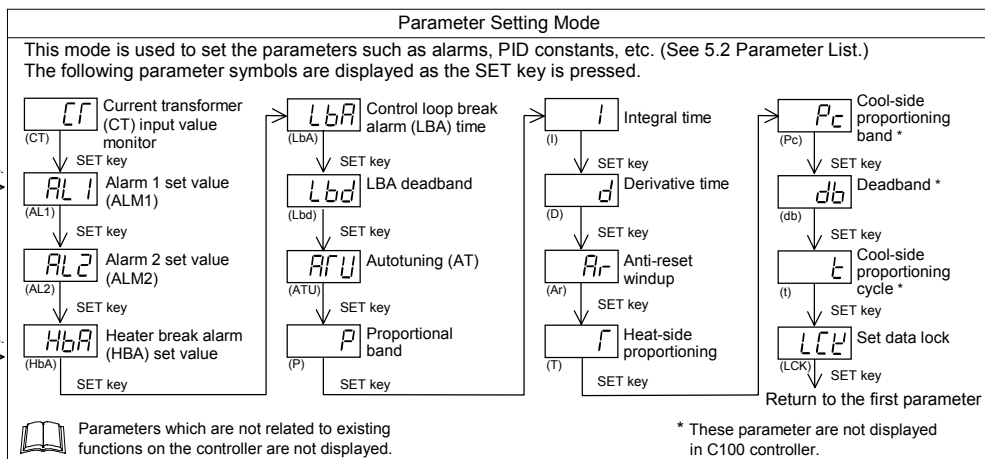 Parameter Setting Mode
This mode is used to set the parameters such as alarms, PID constants, etc. (See 5.2 Parameter List.)
The following parameter symbols are displayed as the SET key is pressed.
CT
(CT)
Current transformer
(CT) input value
monitor
SET key
AL1
(AL1)
Alarm 1 set value
(ALM1)
SET key
AL2
(AL2)
Alarm 2 set value
(ALM2)
SET key
HbA
(HbA)
Heater break alarm
(HBA) set value
SET key
LbA
(LbA)
Control loop break
alarm (LBA) time
SET key
Lbd
(Lbd)
LBA deadband
SET key
ATU
(ATU)
Autotuning (AT)
SET key
P
(P)
Proportional
band
SET key
I
(I)
Integral time
SET key
d
(D)
Derivative time
SET key
Ar
(Ar)
Anti-reset
windup
SET key
T
(T)
Heat-side
proportioning
SET key
Pc
(Pc)
Cool-side
proportioning
band *
SET key
db
(db)
Deadband *
SET key
t
(t)
Cool-side
proportioning
cycle *
SET key
LCK
(LCK)
Set data lock
SET key
Return to the first parameter
Parameters which are not related to existing
functions on the controller are not displayed.
* These parameter are not displayed
in C100 controller.